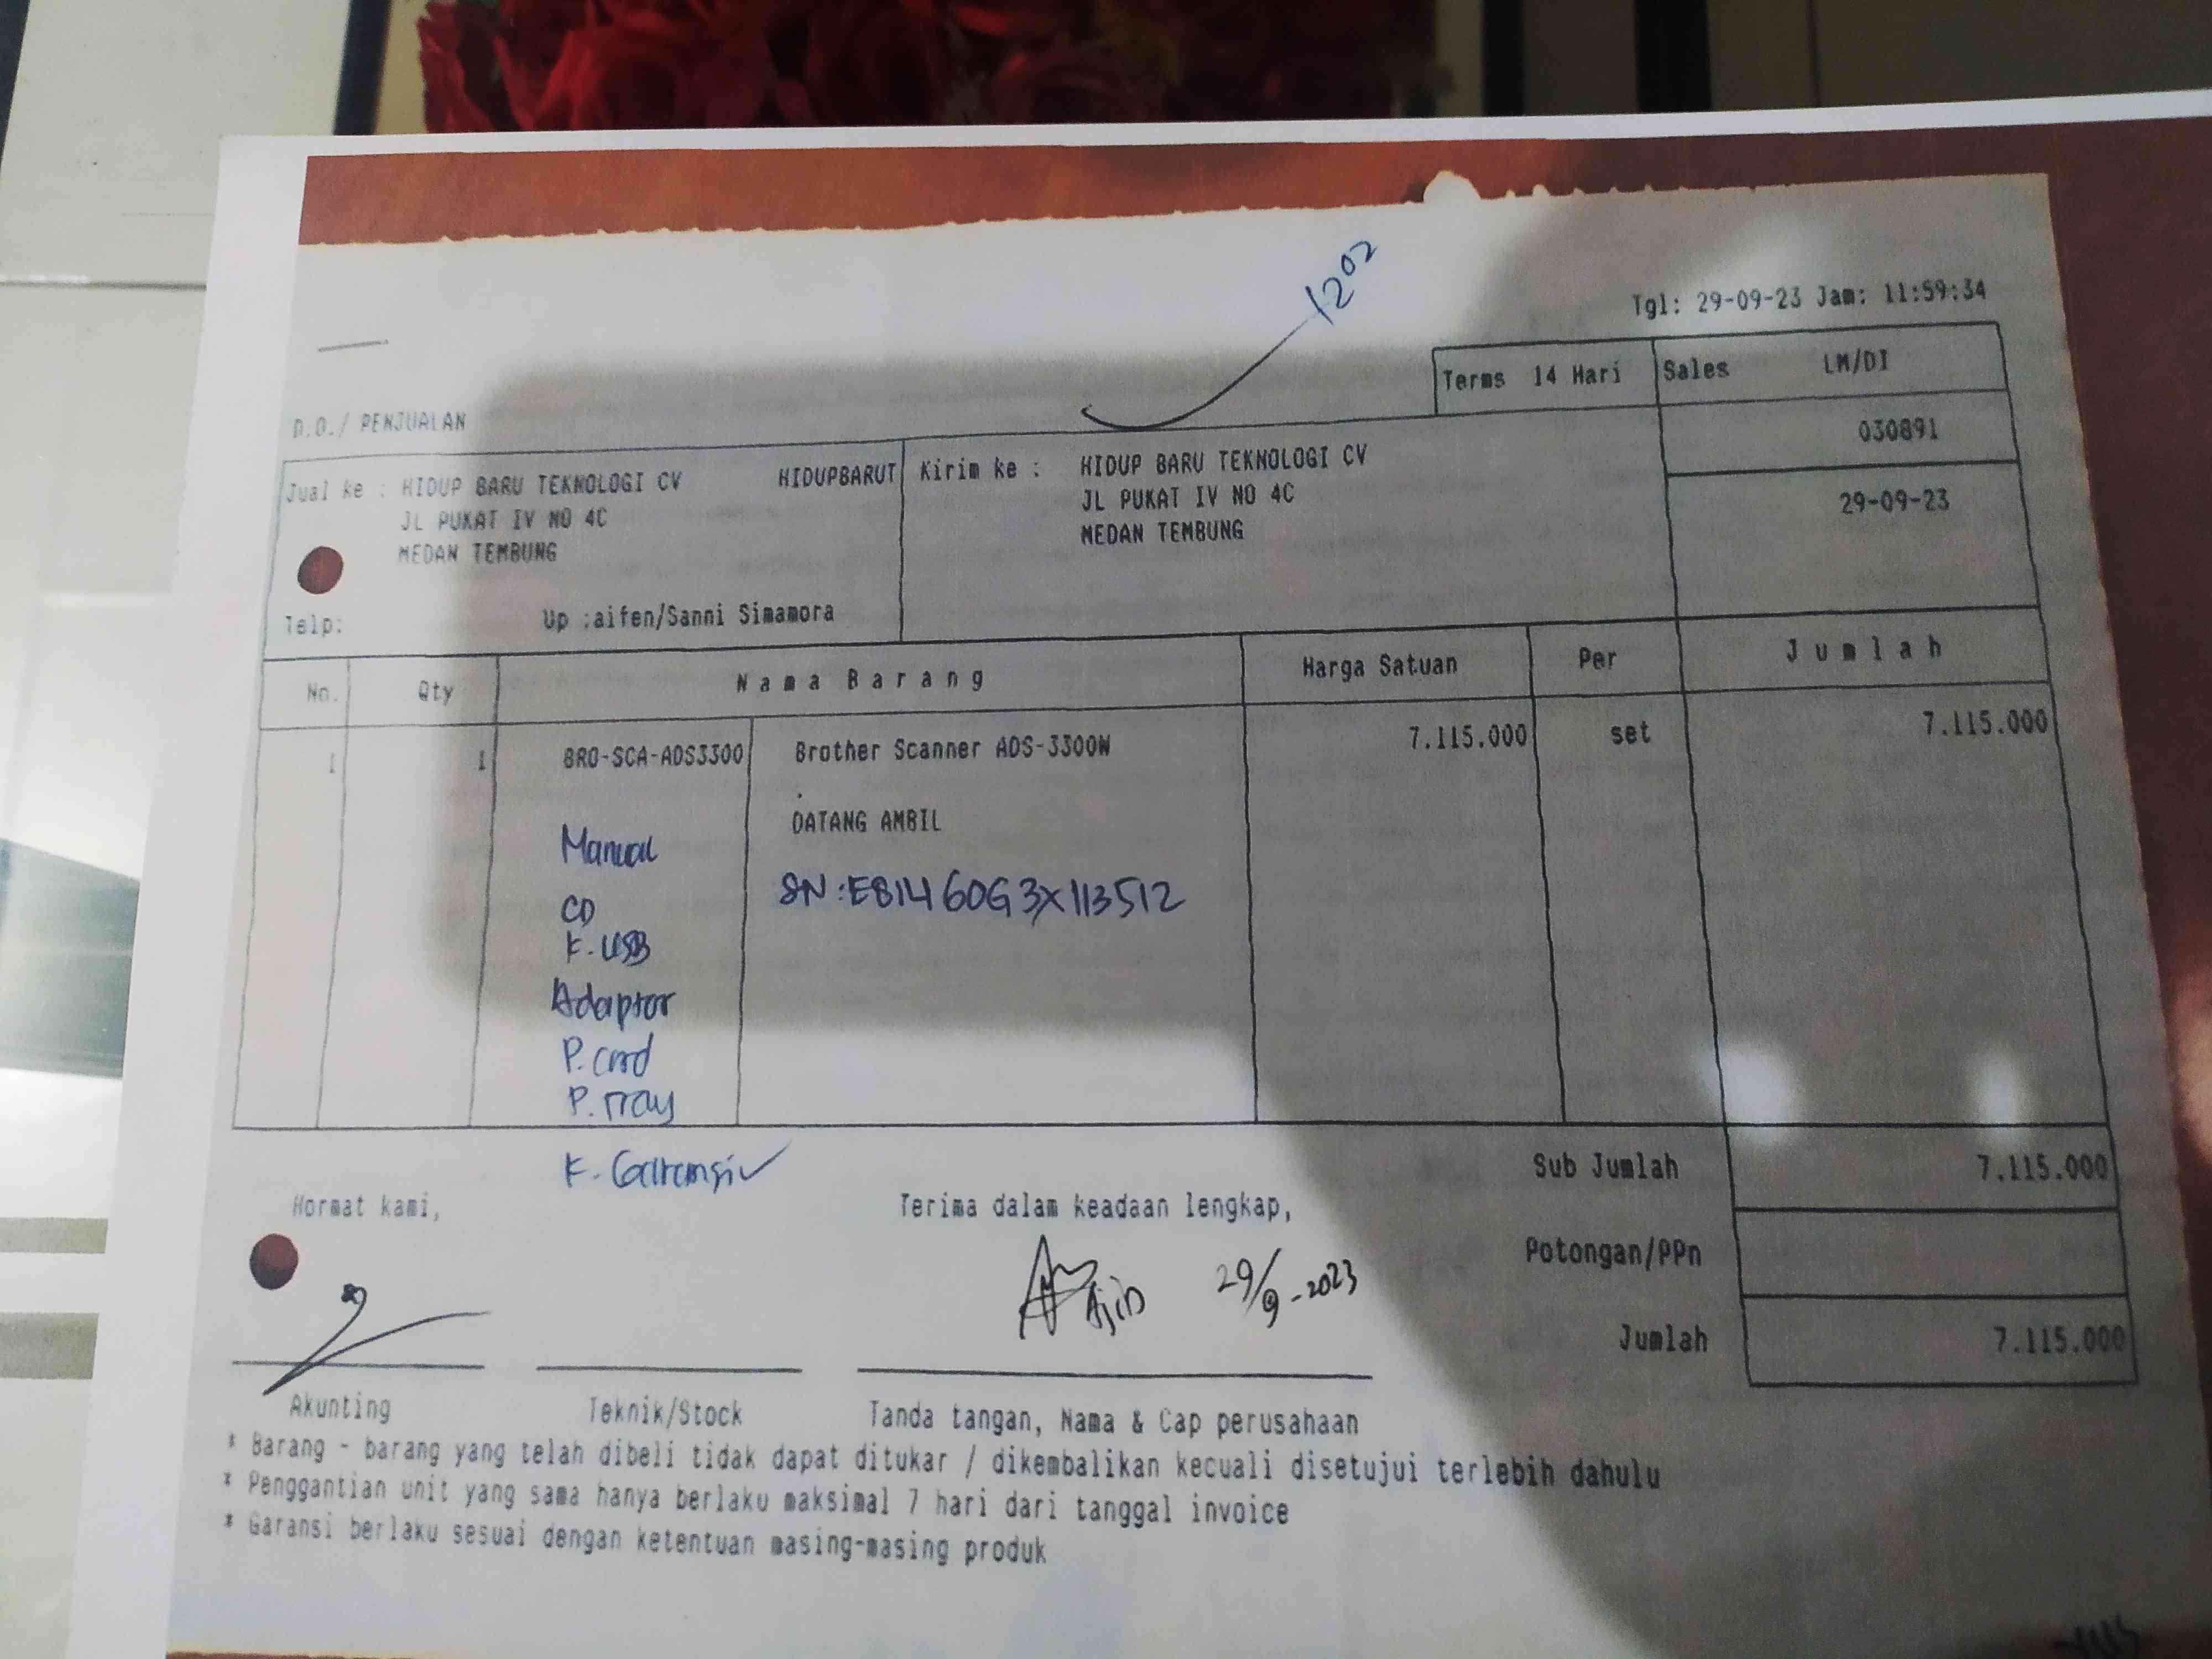 12 02
Tgl: 29-09-23 Jam: 11:59:34
Terms 14 Hari Sales LM/DI
D.O./ PENJUALAN
030891
Jual ke : HIDUP BARU TEKNOLOGI CV HIDUPBARUT Kirim ke : HIDUP BARU TEKNOLOGI CV
JL PUKAT IV NO 4C JL PUKAT IV NO 4C 29-09-23
MEDAN TEMBUNG MEDAN TEMBUNG
Telp: Up :aifen/Sanni Simamora
No. Qty Nama Barang Harga Satuan Per Jumlah
1 1 BRO-SCA-ADS3300 Brother Scanner ADS-3300W 7.115.000 set 7.115.000
.
DATANG AMBIL
Manual
SN:E81460G3X113512
CD
K. USB
Adaptor
P. Cord
P. Tray
K. Garansi
Sub Jumlah 7.115.000
Hormat kami, Terima dalam keadaan lengkap,
Potongan/PPn
29/9-2023
Jumlah 7.115.000
Akunting Teknik/Stock Tanda tangan, Nama & Cap perusahaan
* Barang - barang yang telah dibeli tidak dapat ditukar / dikembalikan kecuali disetujui terlebih dahulu
* Penggantian unit yang sama hanya berlaku maksimal 7 hari dari tanggal invoice
* Garansi berlaku sesuai dengan ketentuan masing-masing produk